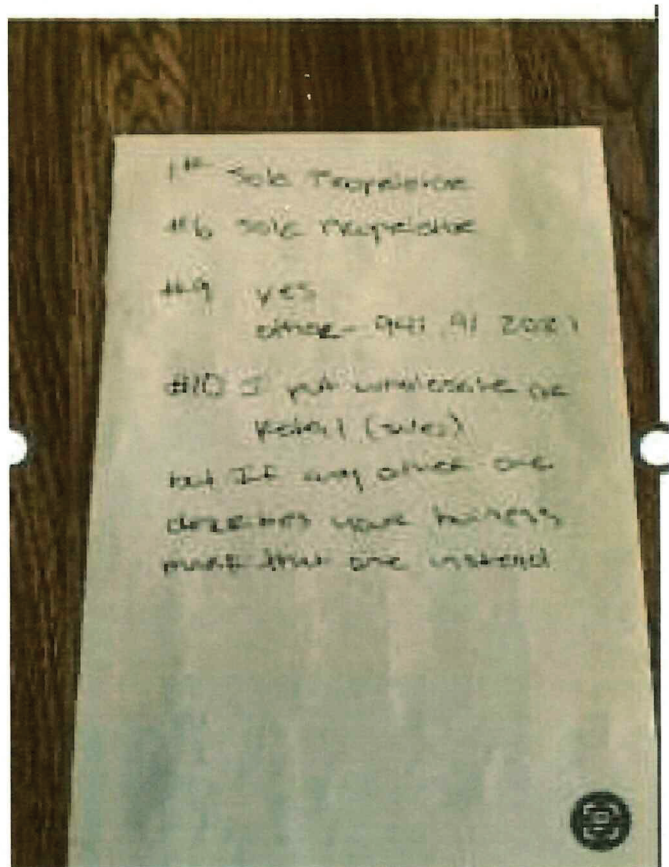 1st Sole Proprietor
#6 Sole Proprietor
#9 yes
other - 941
#10 I put wholesale or
Retail (sales)
but If any other one
describes your business
mark that one instead